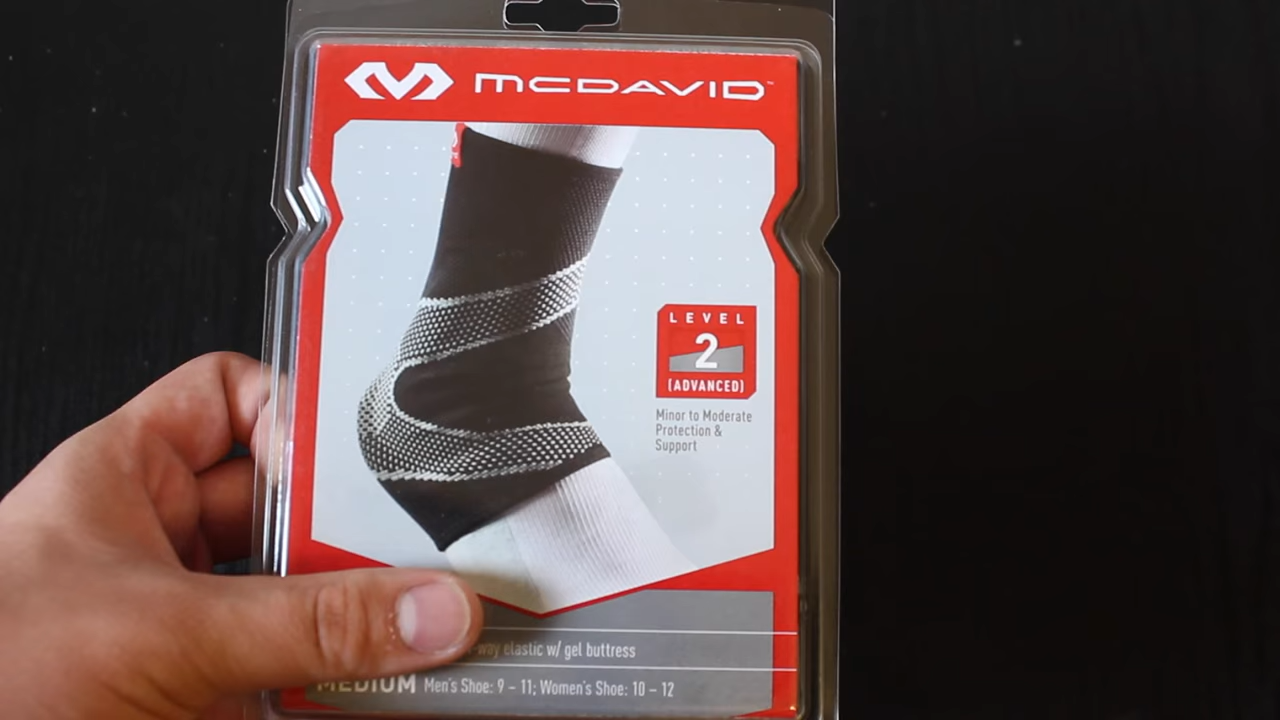 MCDAVID™
LEVEL
2
(ADVANCED)
Minor to Moderate
Protection &
Support
-way elastic w/ gel buttress
MEDIUM Men's Shoe: 9 – 11; Women's Shoe: 10 – 12